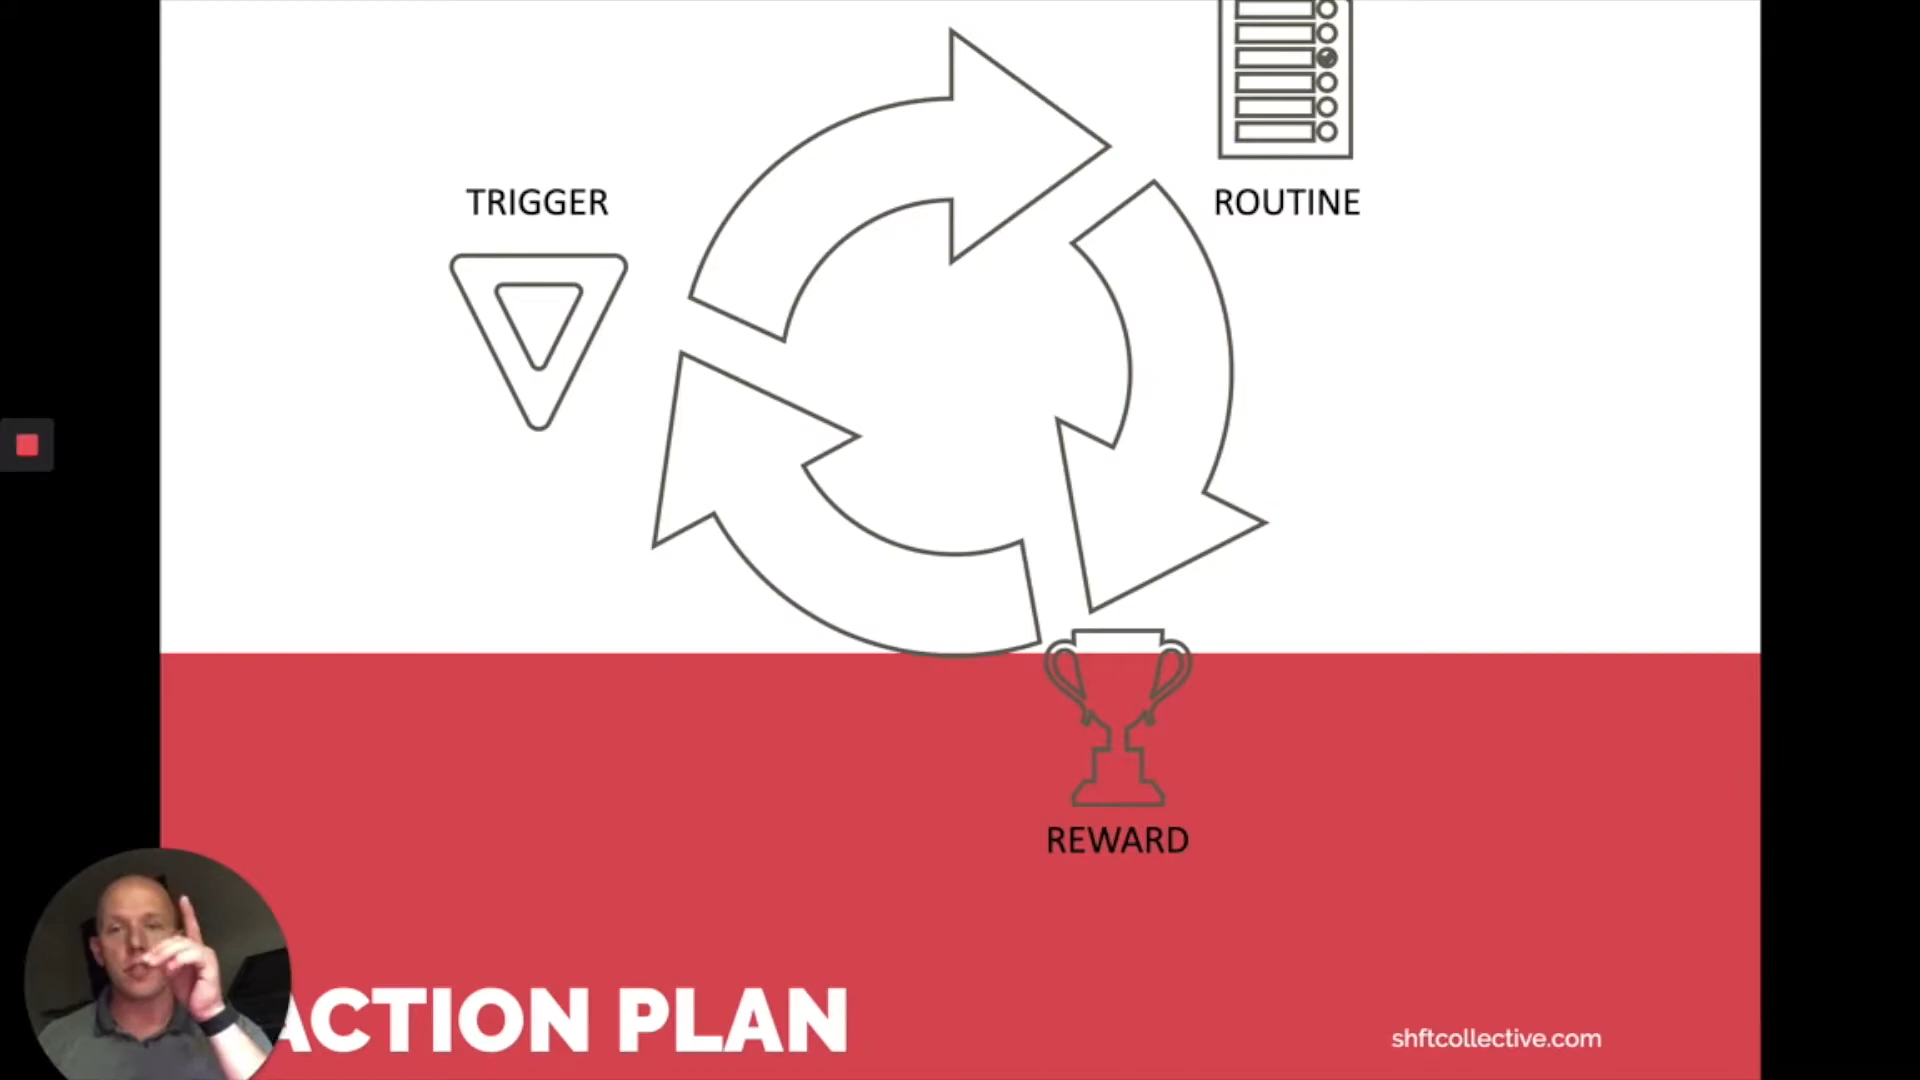 TRIGGER
ROUTINE
REWARD
ACTION PLAN
shftcollective.com